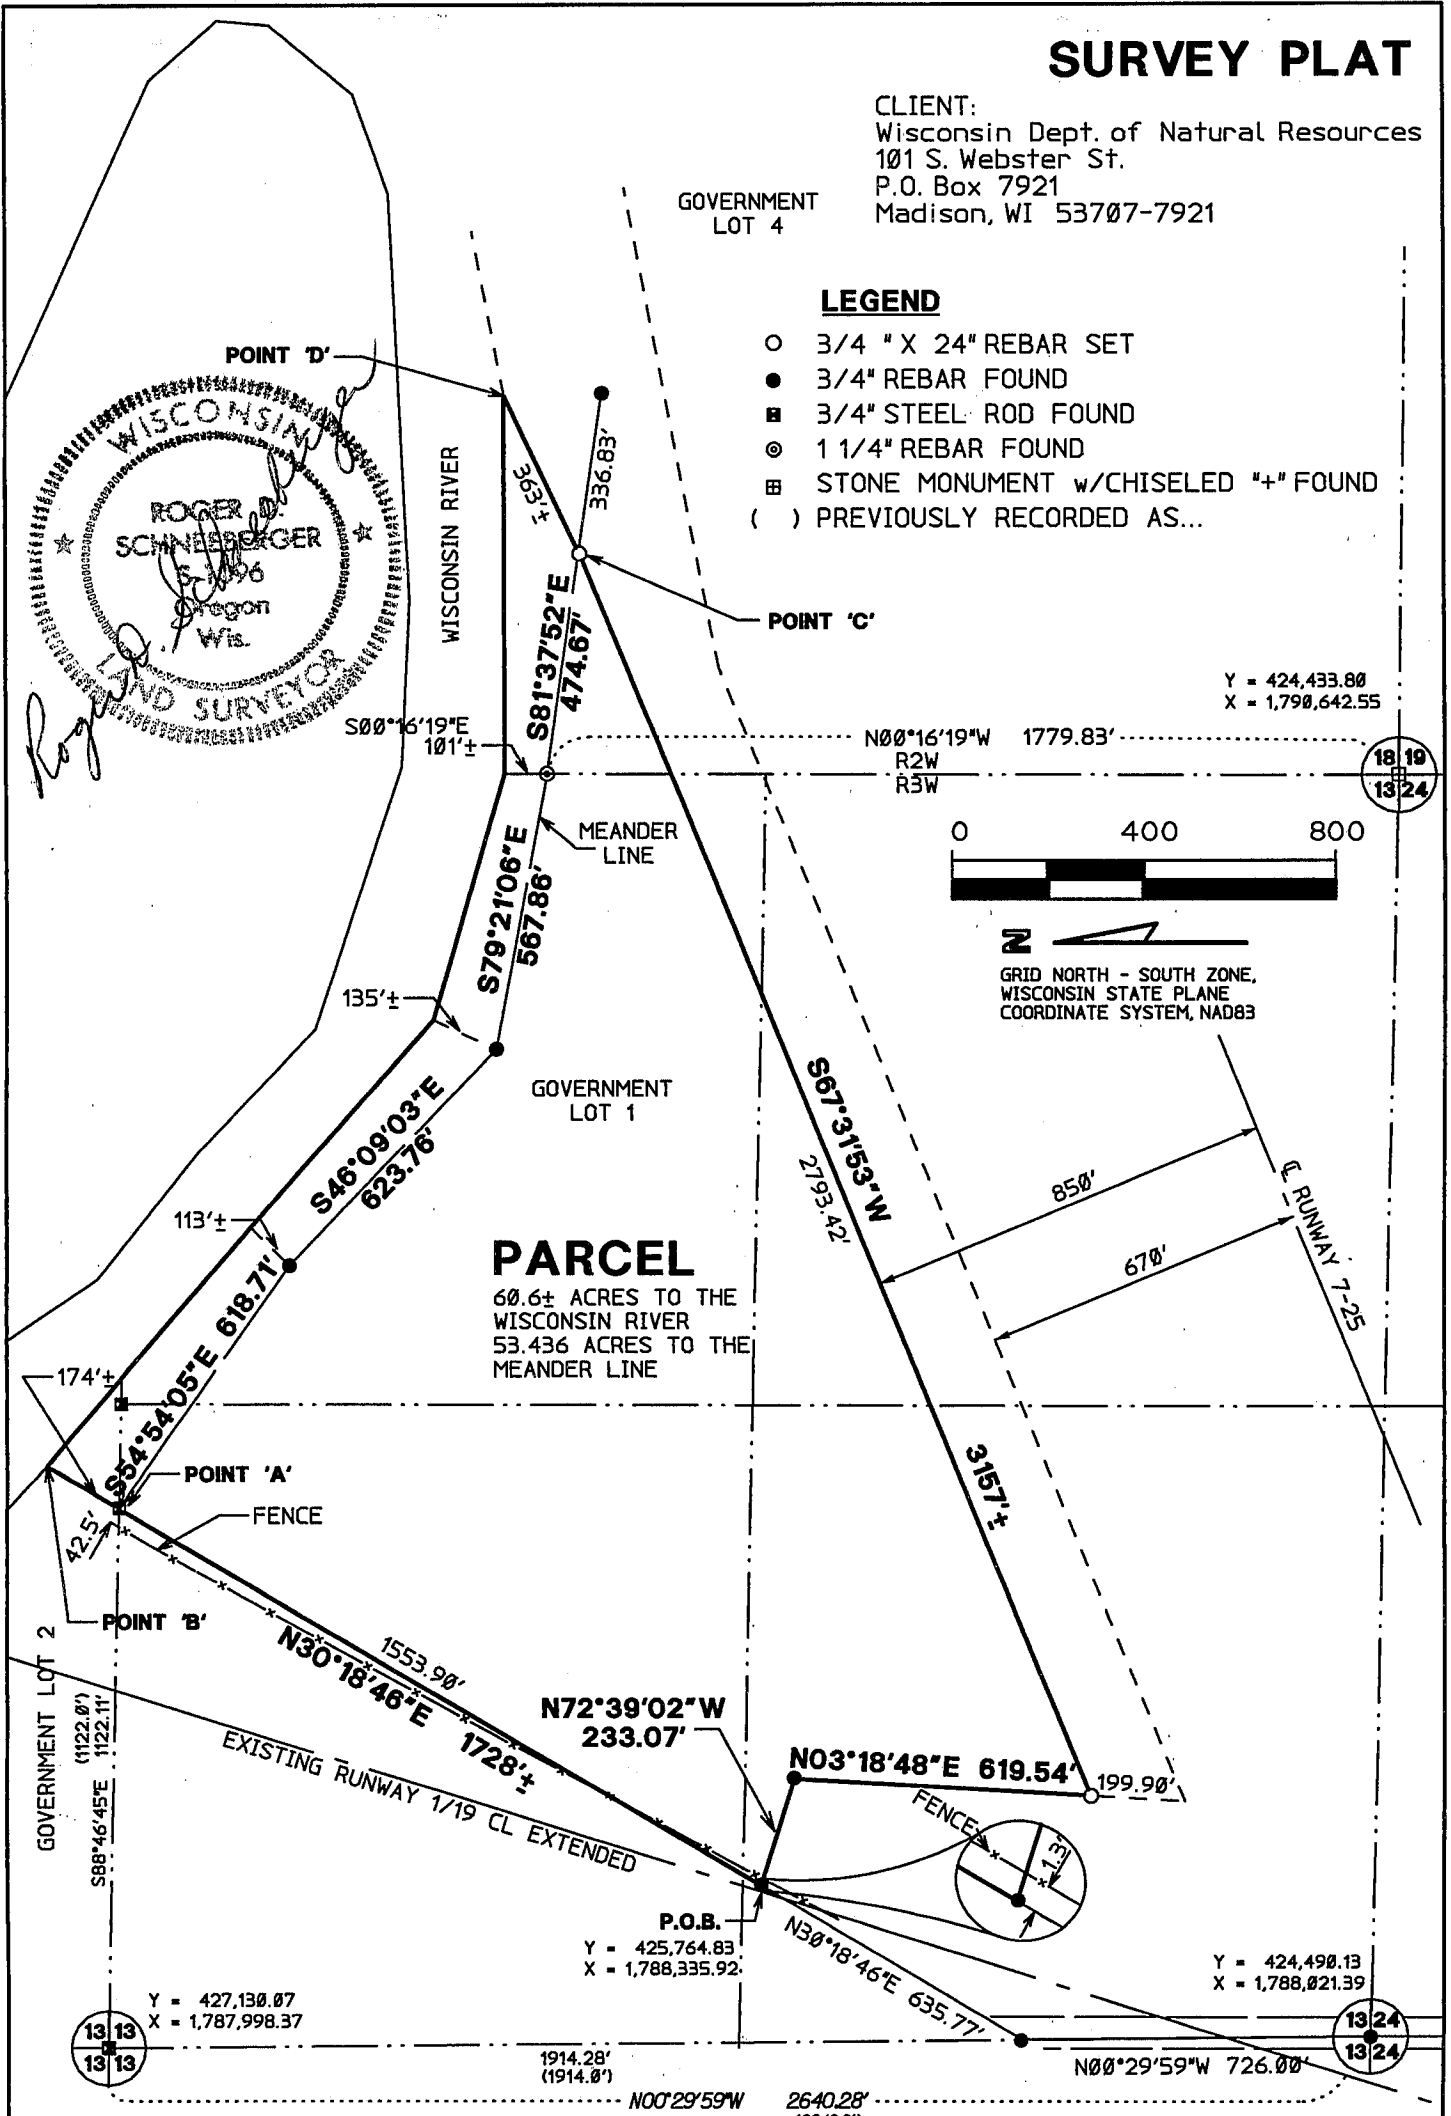 SURVEY PLAT
CLIENT:
Wisconsin Dept. of Natural Resources
101 S. Webster St.
P.O. Box 7921
Madison, WI 53707-7921
GOVERNMENT
LOT 4
LEGEND
3/4 " X 24" REBAR SET
3/4" REBAR FOUND
3/4" STEEL ROD FOUND
1 1/4" REBAR FOUND
STONE MONUMENT w/CHISELED "+" FOUND
( ) PREVIOUSLY RECORDED AS...
POINT 'D'
WISCONSIN
ROGER D.
SCHNEEBERGER
Oregon
Wis.
LAND SURVEYOR
WISCONSIN RIVER
363'±
336.83'
POINT 'C'
S81°37'52"E
474.67'
S00°16'19"E
101'±
Y = 424,433.80
X = 1,790,642.55
N00°16'19"W 1779.83'
R2W
R3W
18 19
13 24
MEANDER
LINE
0 400 800
N
GRID NORTH - SOUTH ZONE,
WISCONSIN STATE PLANE
COORDINATE SYSTEM, NAD83
S79°21'06"E
567.86'
135'±
GOVERNMENT
LOT 1
S46°09'03"E
623.76'
S67°31'53"W
2793.42'
850'
670'
℄ RUNWAY 7-25
113'±
PARCEL
60.6± ACRES TO THE
WISCONSIN RIVER
53.436 ACRES TO THE
MEANDER LINE
S54°54'05"E 618.71'
174'±
3157'±
POINT 'A'
FENCE
42.5'
POINT 'B'
GOVERNMENT LOT 2
(1122.0')
S88°46'45"E 1122.11'
1553.90'
N30°18'46"E 1728'±
EXISTING RUNWAY 1/19 CL EXTENDED
N72°39'02"W
233.07'
N03°18'48"E 619.54'
199.90'
FENCE
1.3'
P.O.B.
Y = 425,764.83
X = 1,788,335.92
N30°18'46"E 635.77'
Y = 424,490.13
X = 1,788,021.39
Y = 427,130.07
X = 1,787,998.37
13 13
13 13
13 24
13 24
1914.28'
(1914.0')
N00°29'59"W 726.00'
N00°29'59"W 2640.28'